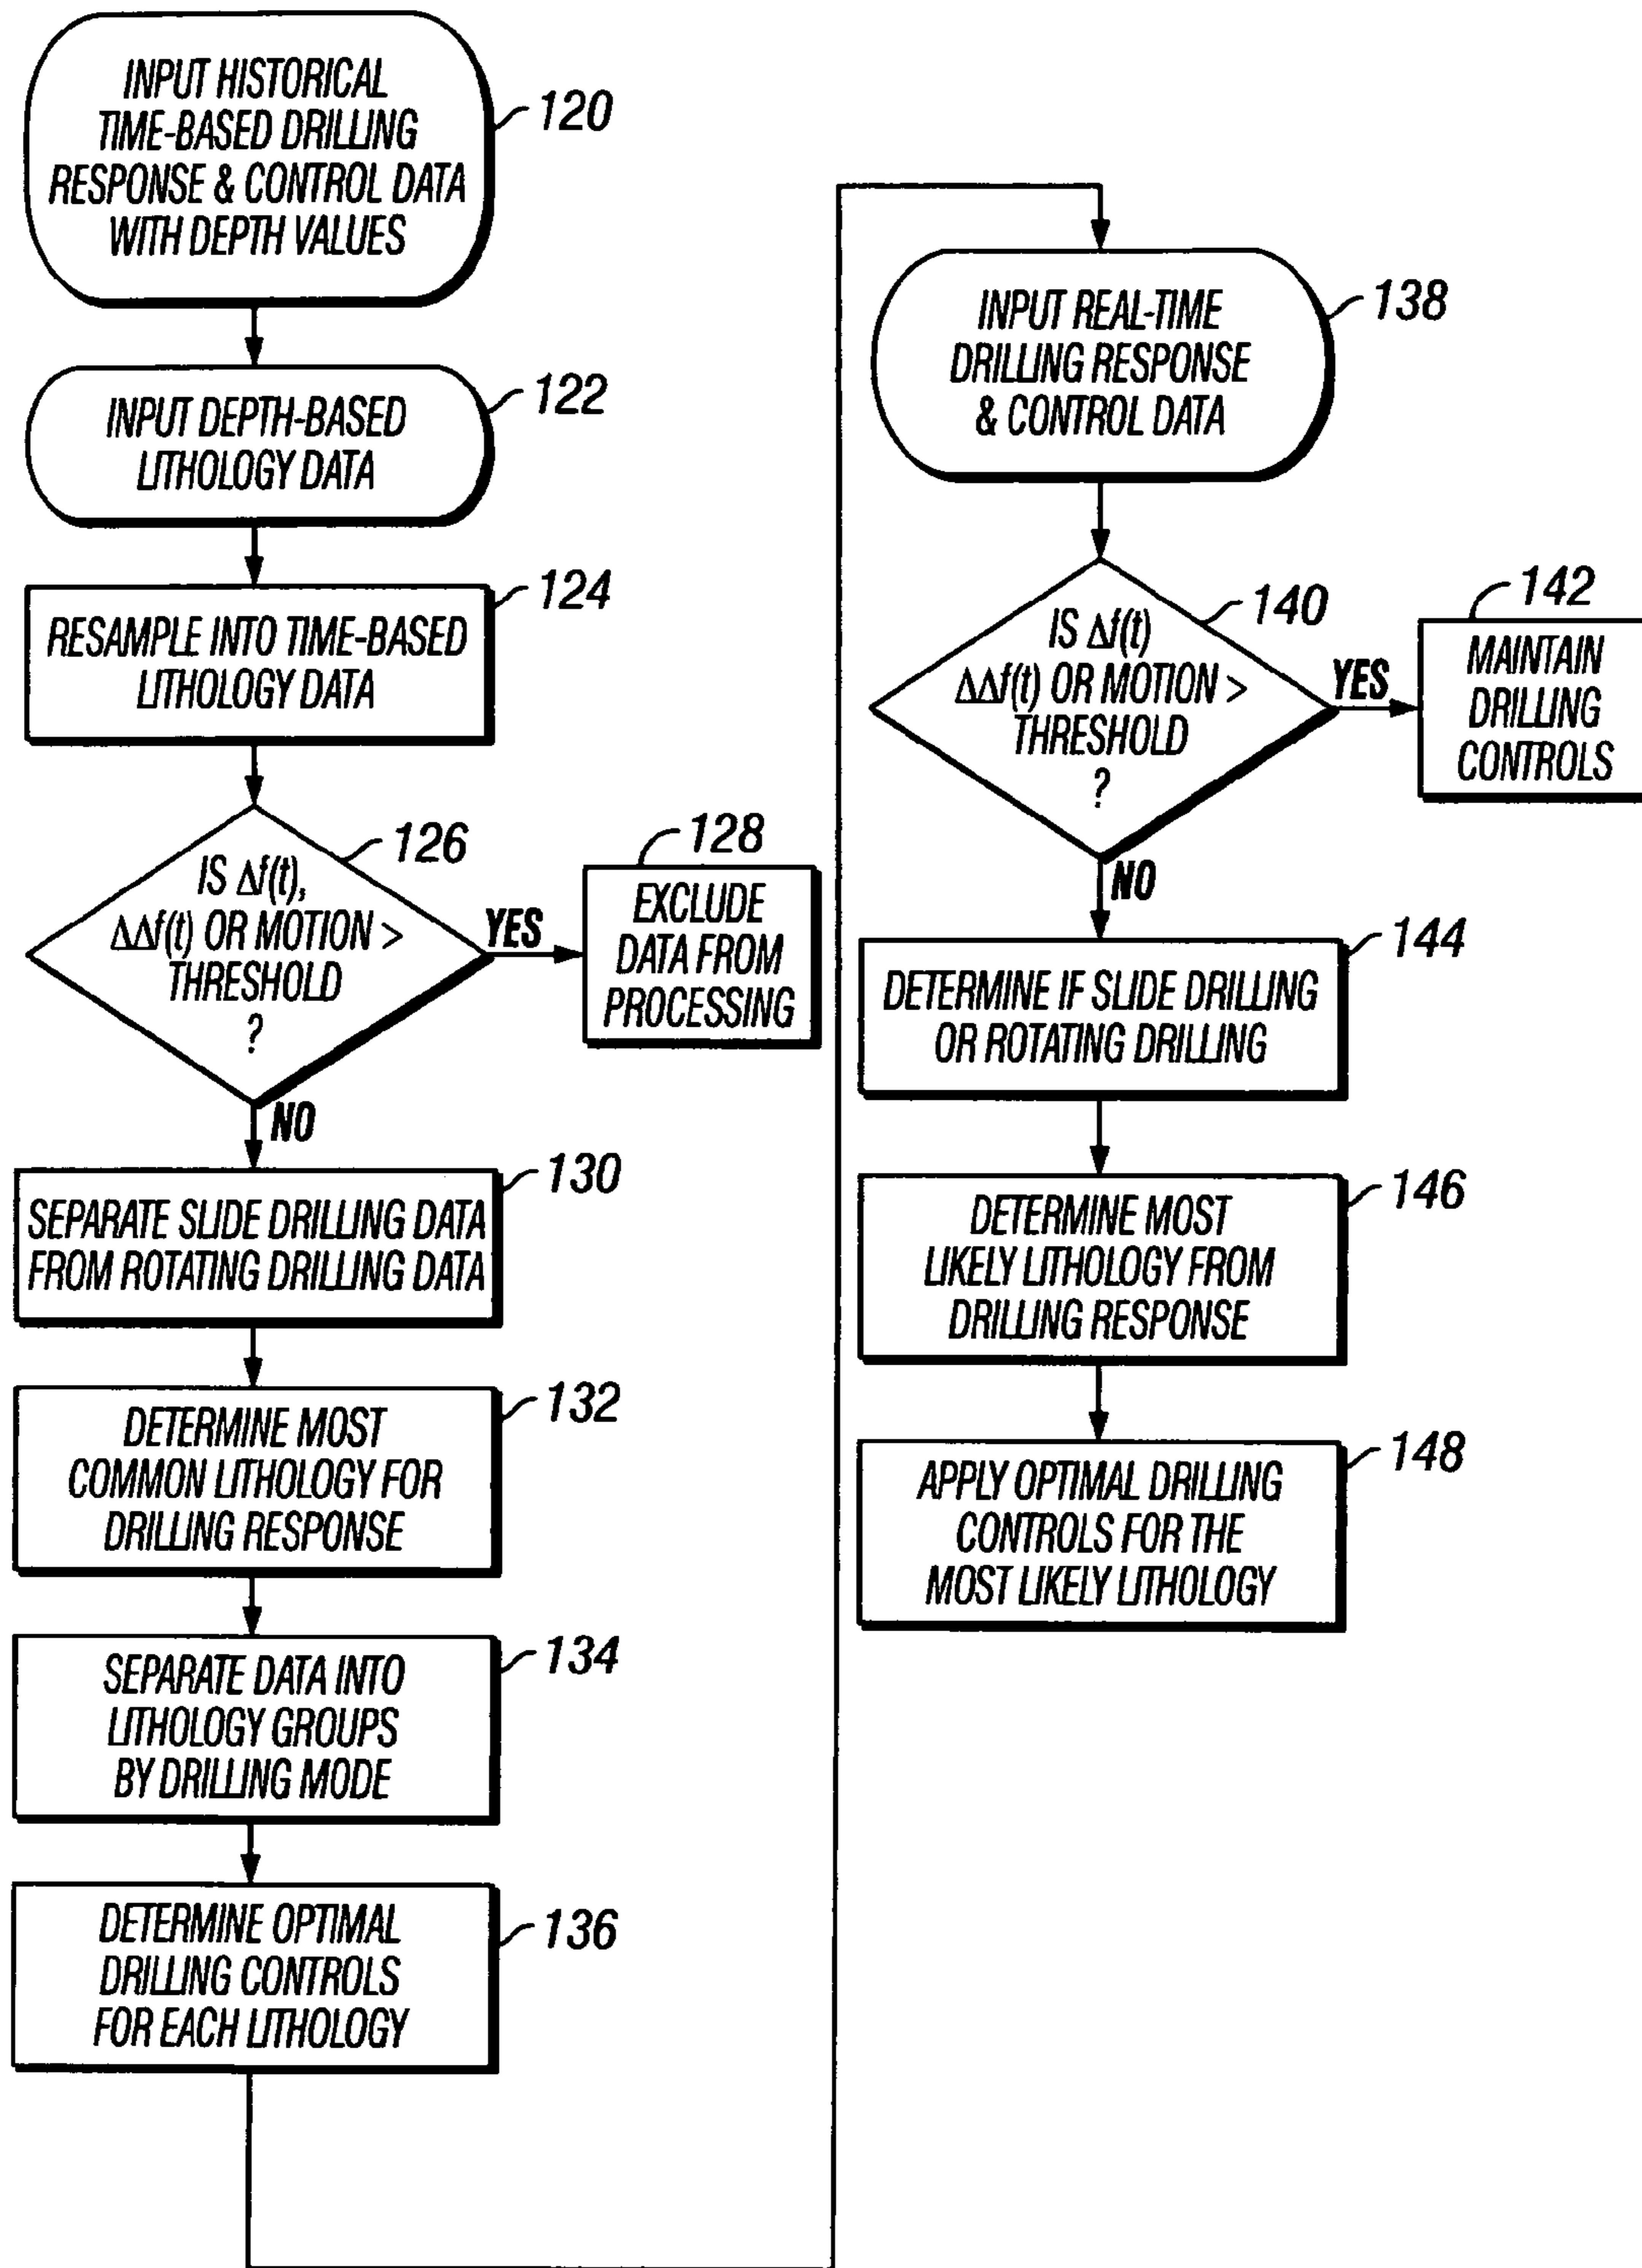 INPUT HISTORICAL
TIME-BASED DRILLING
RESPONSE & CONTROL DATA
WITH DEPTH VALUES
120
INPUT DEPTH-BASED
LITHOLOGY DATA
122
RESAMPLE INTO TIME-BASED
LITHOLOGY DATA
124
IS Δf(t),
ΔΔf(t) OR MOTION >
THRESHOLD
?
126
YES
128
EXCLUDE
DATA FROM
PROCESSING
NO
SEPARATE SLIDE DRILLING DATA
FROM ROTATING DRILLING DATA
130
DETERMINE MOST
COMMON LITHOLOGY FOR
DRILLING RESPONSE
132
SEPARATE DATA INTO
LITHOLOGY GROUPS
BY DRILLING MODE
134
DETERMINE OPTIMAL
DRILLING CONTROLS
FOR EACH LITHOLOGY
136
INPUT REAL-TIME
DRILLING RESPONSE
& CONTROL DATA
138
IS Δf(t)
ΔΔf(t) OR MOTION >
THRESHOLD
?
140
YES
142
MAINTAIN
DRILLING
CONTROLS
NO
DETERMINE IF SLIDE DRILLING
OR ROTATING DRILLING
144
DETERMINE MOST
LIKELY LITHOLOGY FROM
DRILLING RESPONSE
146
APPLY OPTIMAL DRILLING
CONTROLS FOR THE
MOST LIKELY LITHOLOGY
148